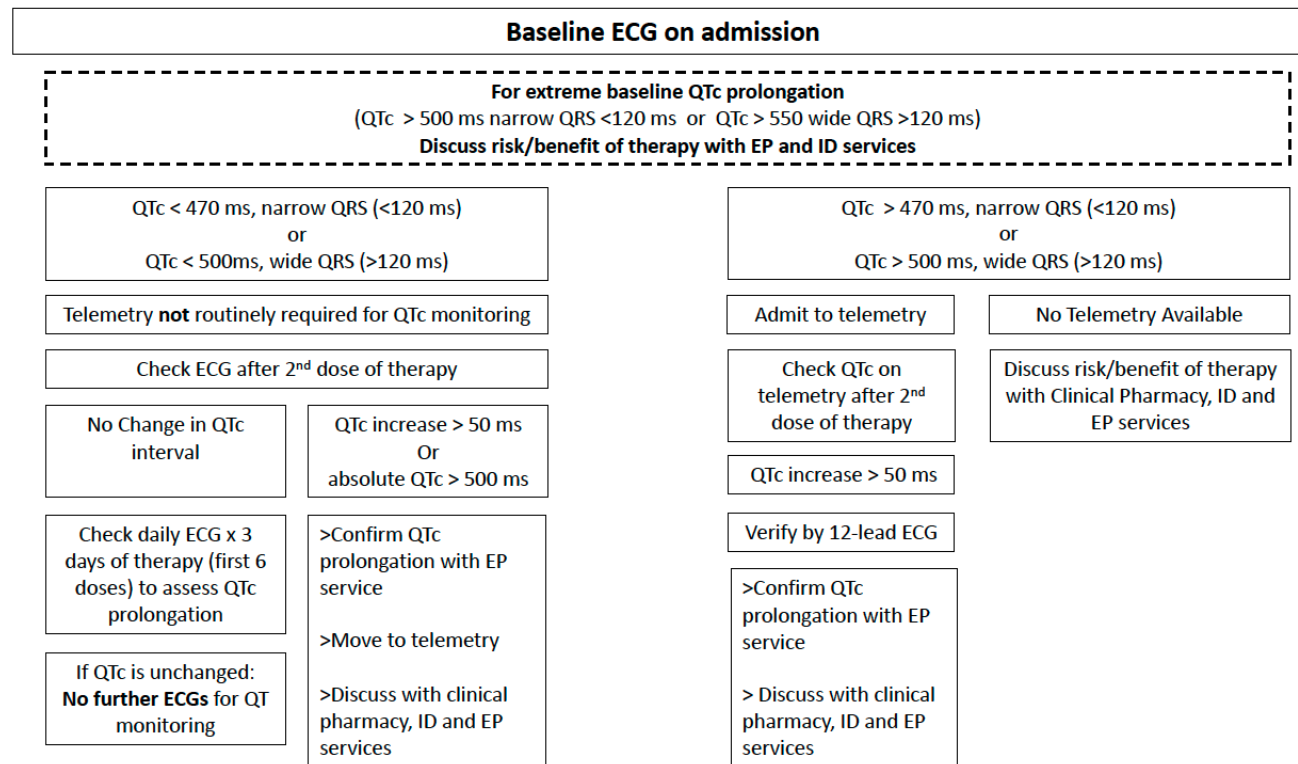 Baseline ECG on admission
For extreme baseline QTc prolongation
(QTc > 500 ms narrow QRS <120 ms or QTc > 550 wide QRS >120 ms)
Discuss risk/benefit of therapy with EP and ID services
QTc < 470 ms, narrow QRS (<120 ms)
or
QTc < 500ms, wide QRS (>120 ms)
Telemetry not routinely required for QTc monitoring
Check ECG after 2nd dose of therapy
No Change in QTc
interval
Check daily ECG x 3
days of therapy (first 6
doses) to assess QTc
prolongation
If QTc is unchanged:
No further ECGs for QT
monitoring
QTc increase > 50 ms
Or
absolute QTc > 500 ms
>Confirm QTc
prolongation with EP
service
>Move to telemetry
>Discuss with clinical
pharmacy, ID and EP
services
QTc > 470 ms, narrow QRS (<120 ms)
or
QTc > 500 ms, wide QRS (>120 ms)
Admit to telemetry
Check QTc on
telemetry after 2nd
dose of therapy
QTc increase > 50 ms
Verify by 12-lead ECG
>Confirm QTc
prolongation with EP
service
> Discuss with clinical
pharmacy, ID and EP
services
No Telemetry Available
Discuss risk/benefit of therapy
with Clinical Pharmacy, ID and
EP services